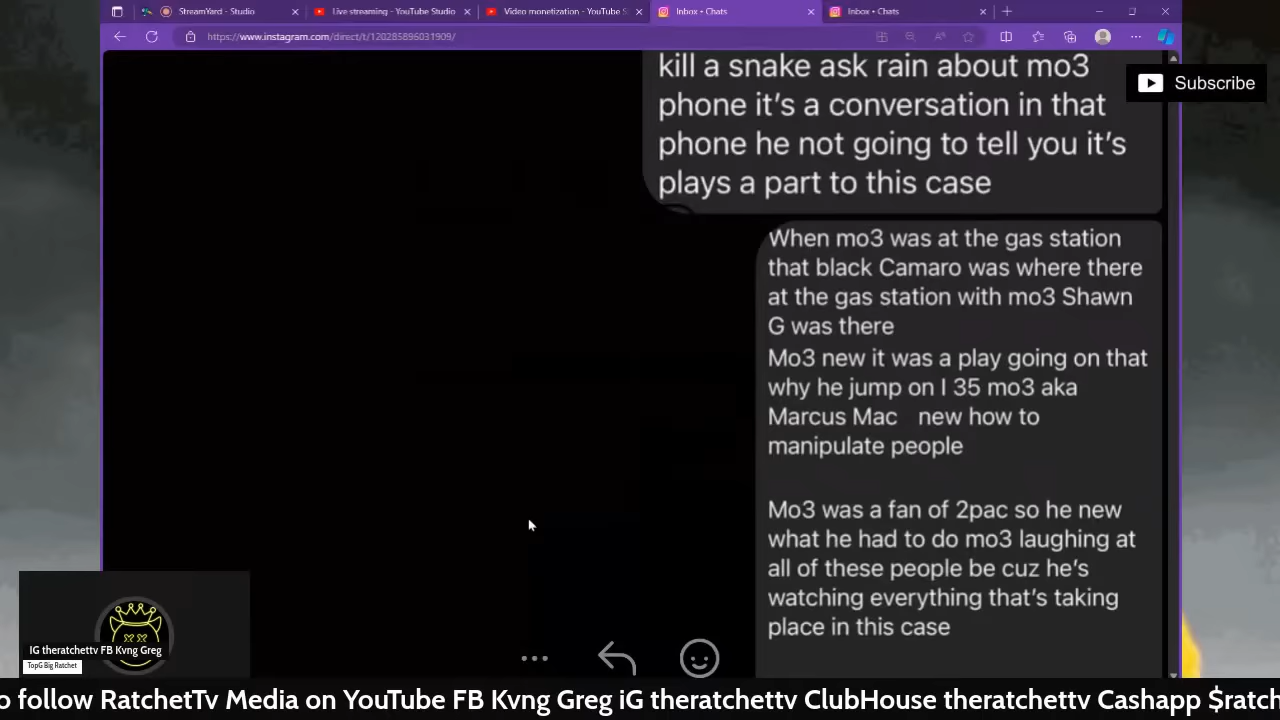 StreamYard - Studio
Live streaming - YouTube Studio
Video monetization - YouTube S
Inbox • Chats
Inbox • Chats
https://www.instagram.com/direct/t/120285896031909/
Subscribe
kill a snake ask rain about mo3
phone it's a conversation in that
phone he not going to tell you it's
plays a part to this case
When mo3 was at the gas station
that black Camaro was where there
at the gas station with mo3 Shawn
G was there
Mo3 new it was a play going on that
why he jump on I 35 mo3 aka
Marcus Mac new how to
manipulate people
Mo3 was a fan of 2pac so he new
what he had to do mo3 laughing at
all of these people be cuz he's
watching everything that's taking
place in this case
IG theratchettv FB Kvng Greg
TopG Big Ratchet
o follow RatchetTv Media on YouTube FB Kvng Greg iG theratchettv ClubHouse theratchettv Cashapp $ratch